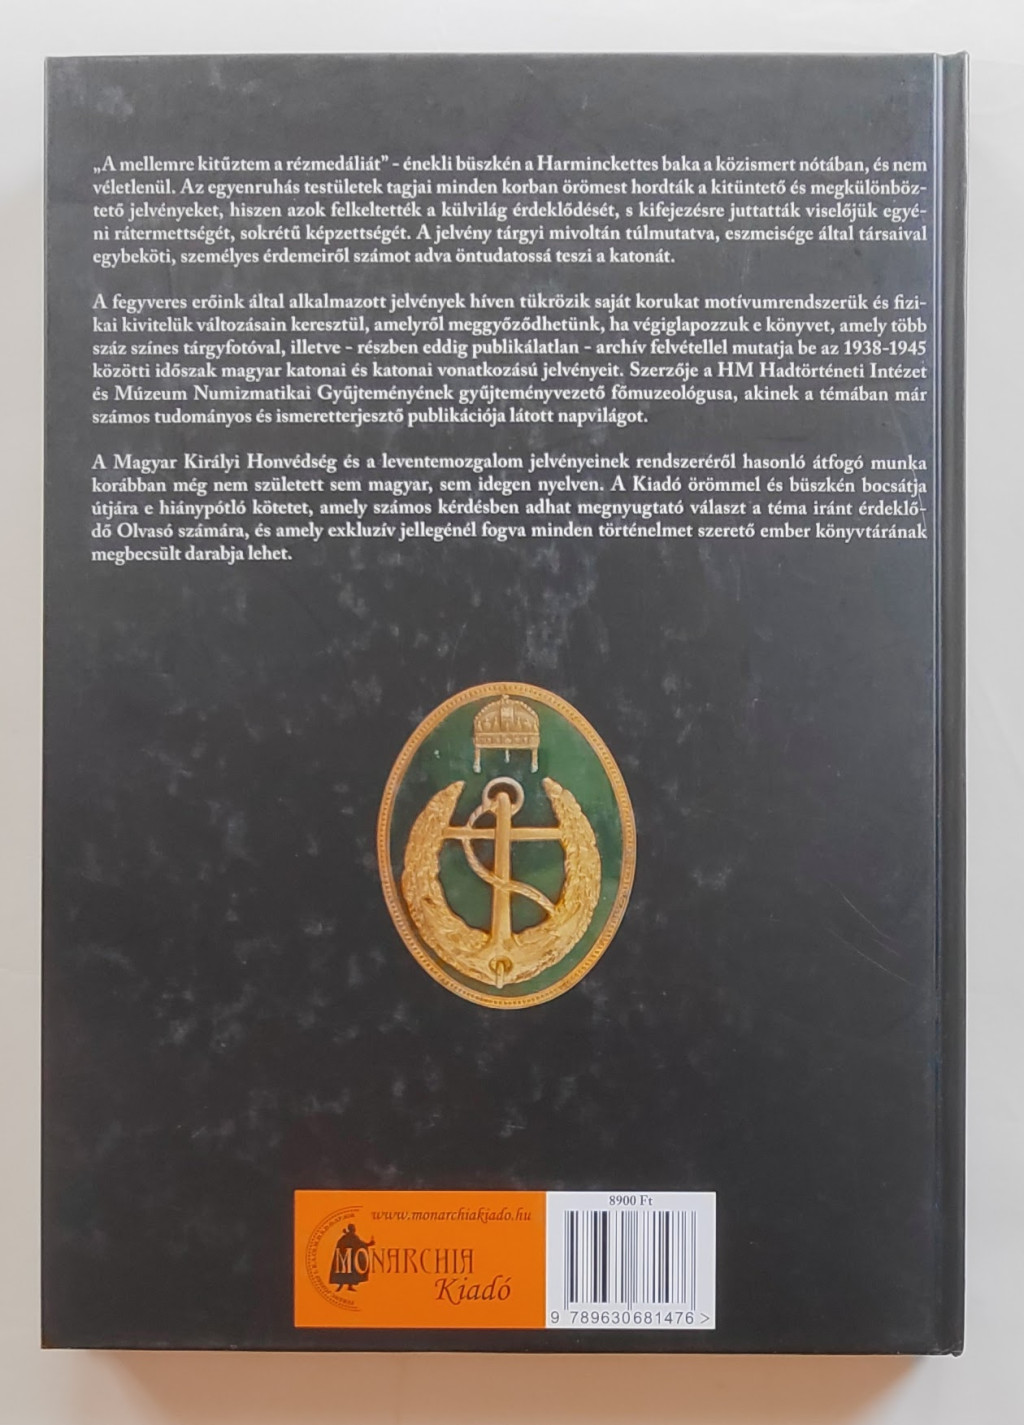 „A mellemre kitűztem a rézmedáliát” - énekli büszkén a Harminckettes baka a közismert nótában, és nem
véletlenül. Az egyenruhás testületek tagjai minden korban örömest hordták a kitüntető és megkülönböz-
tető jelvényeket, hiszen azok felkeltették a külvilág érdeklődését, s kifejezésre juttatták viselőjük egyé-
ni rátermettségét, sokrétű képzettségét. A jelvény tárgyi mivoltán túlmutatva, eszmeisége által társaival
egybeköti, személyes érdemeiről számot adva öntudatossá teszi a katonát.
A fegyveres erőink által alkalmazott jelvények híven tükrözik saját korukat motívumrendszerük és fizi-
kai kivitelük változásain keresztül, amelyről meggyőződhetünk, ha végiglapozzuk e könyvet, amely több
száz színes tárgyfotóval, illetve - részben eddig publikálatlan - archív felvétellel mutatja be az 1938-1945
közötti időszak magyar katonai és katonai vonatkozású jelvényeit. Szerzője a HM Hadtörténeti Intézet
és Múzeum Numizmatikai Gyűjteményének gyűjteményvezető főmuzeológusa, akinek a témában már
számos tudományos és ismeretterjesztő publikációja látott napvilágot.
A Magyar Királyi Honvédség és a leventemozgalom jelvényeinek rendszeréről hasonló átfogó munka
korábban még nem született sem magyar, sem idegen nyelven. A Kiadó örömmel és büszkén bocsátja
útjára e hiánypótló kötetet, amely számos kérdésben adhat megnyugtató választ a téma iránt érdeklő-
dő Olvasó számára, és amely exkluzív jellegénél fogva minden történelmet szerető ember könyvtárának
megbecsült darabja lehet.
www.monarchiakiado.hu
MONARCHIA
Kiadó
8900 Ft
9 789630 681476 >